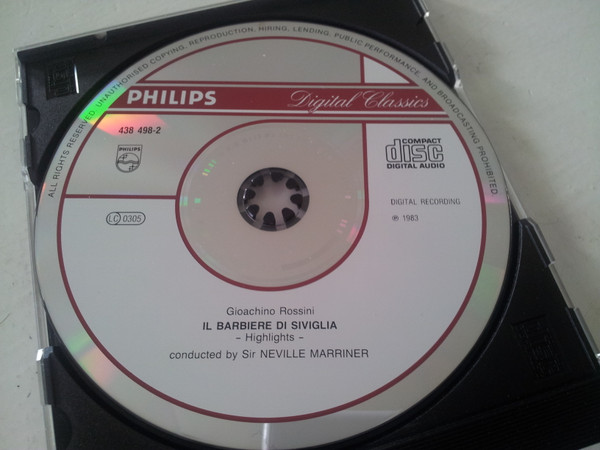 ALL RIGHTS RESERVED. UNAUTHORISED COPYING, REPRODUCTION, HIRING, LENDING, PUBLIC PERFORMANCE, AND BROADCASTING PROHIBITED
PHILIPS Digital Classics
438 498-2
PHILIPS
COMPACT
disc
DIGITAL AUDIO
LC 0305
DIGITAL RECORDING
℗ 1983
Gioachino Rossini
IL BARBIERE DI SIVIGLIA
– Highlights –
conducted by Sir NEVILLE MARRINER